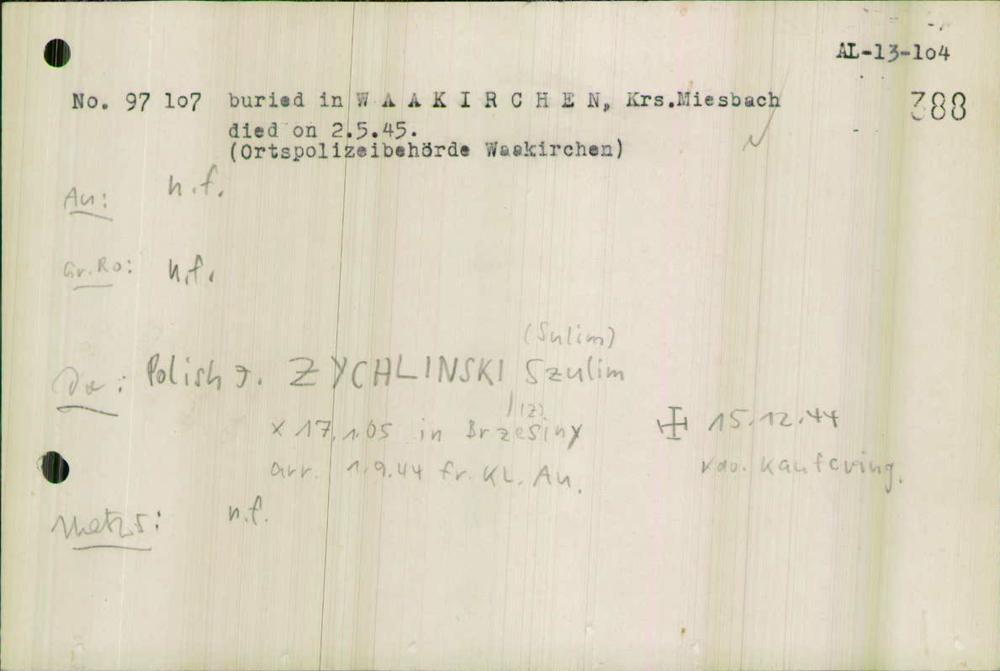 AL-13-104
No. 97 107 buried in W A A K I R C H E N, Krs.Miesbach
388
died on 2.5.45.
(Ortspolizeibehörde Waakirchen)
Au: n.f.
Gr.Ro: n.f.
(Sulim)
Da: Polish J. ZYCHLINSKI Szulim
(z)
x 17.1.05 in Brzesiny
15.12.44
arr. 1.9.44 fr. KL. Au.
Kdo. Kaufering.
n.f.